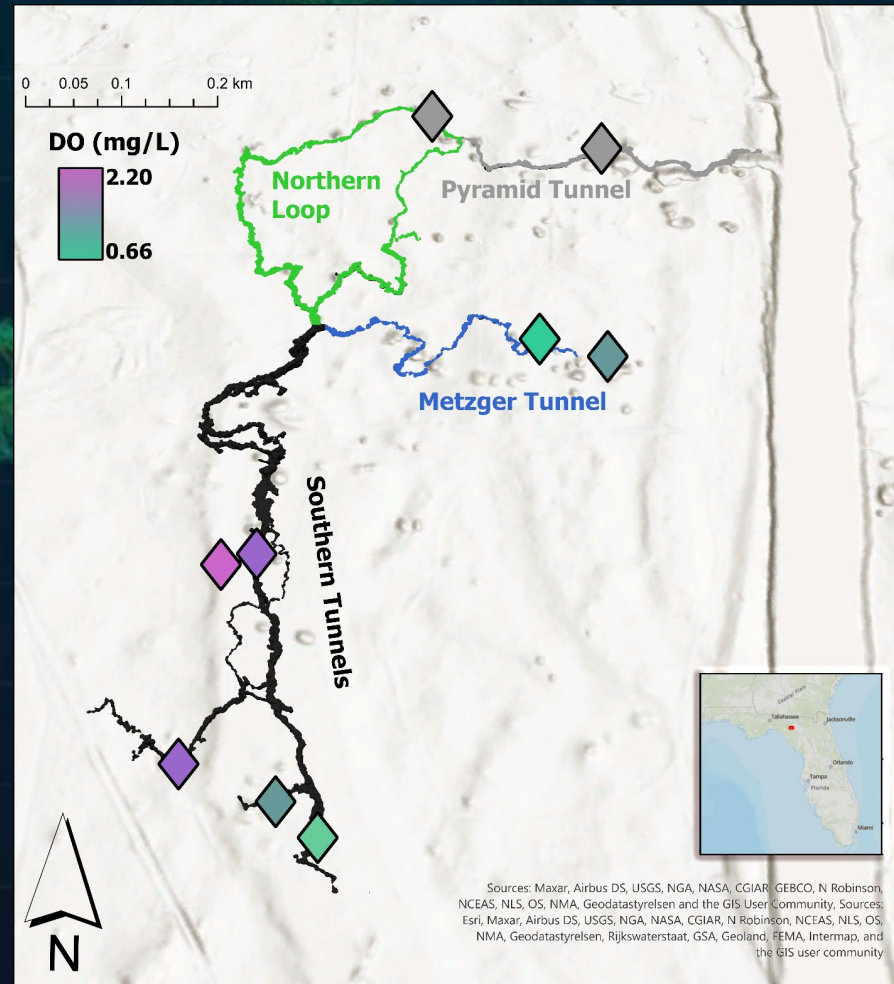 0 0.05 0.1 0.2 km
DO (mg/L)
2.20
0.66
Northern
Loop
Pyramid Tunnel
Metzger Tunnel
Southern Tunnels
Coastal Plain
Tallahassee
Jacksonville
Orlando
Tampa
Florida
Miami
N
Sources: Maxar, Airbus DS, USGS, NGA, NASA, CGIAR, GEBCO, N Robinson,
NCEAS, NLS, OS, NMA, Geodatastyrelsen and the GIS User Community, Sources:
Esri, Maxar, Airbus DS, USGS, NGA, NASA, CGIAR, N Robinson, NCEAS, NLS, OS,
NMA, Geodatastyrelsen, Rijkswaterstaat, GSA, Geoland, FEMA, Intermap, and
the GIS user community